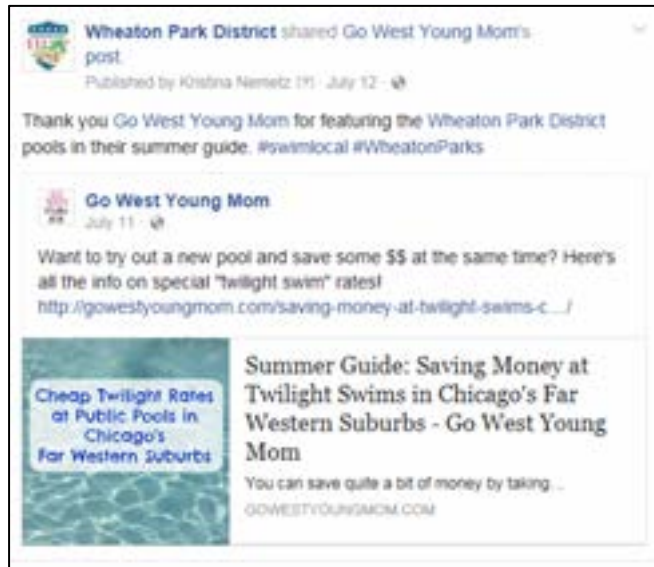 Wheaton Park District shared Go West Young Mom's
post.
Published by Kristina Nemetz [?] · July 12 ·
Thank you Go West Young Mom for featuring the Wheaton Park District
pools in their summer guide. #swimlocal #WheatonParks
Go West Young Mom
July 11 ·
Want to try out a new pool and save some $$ at the same time? Here's
all the info on special "twilight swim" rates!
http://gowestyoungmom.com/saving-money-at-twilight-swims-c.../
Cheap Twilight Rates
at Public Pools in
Chicago's
Far Western Suburbs
Summer Guide: Saving Money at
Twilight Swims in Chicago's Far
Western Suburbs - Go West Young
Mom
You can save quite a bit of money by taking...
GOWESTYOUNGMOM.COM